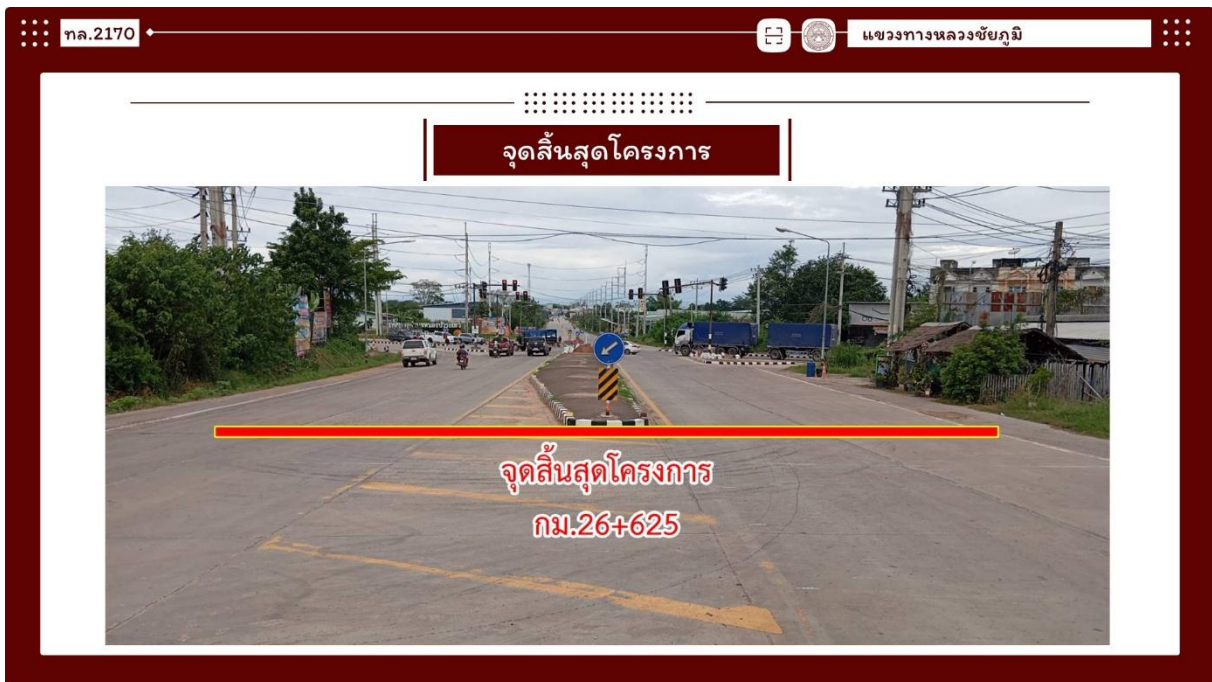 ทล.2170
แขวงทางหลวงชัยภูมิ
จุดสิ้นสุดโครงการ
จุดสิ้นสุดโครงการ
กม.26+625